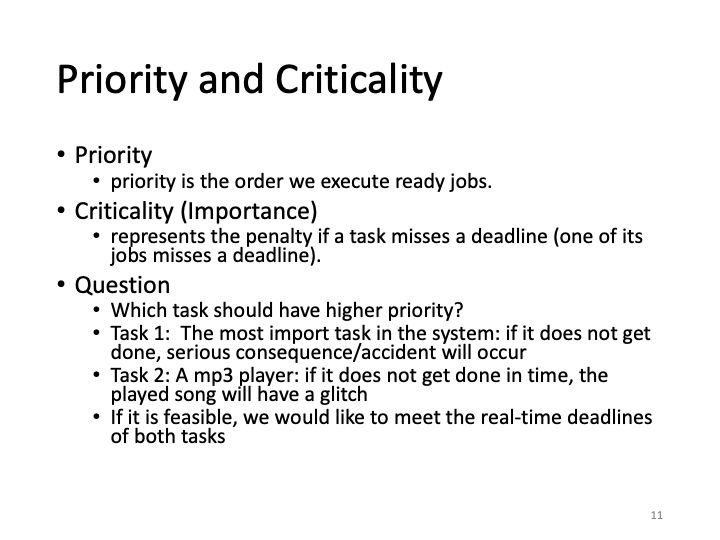 Priority and Criticality
• Priority
• priority is the order we execute ready jobs.
• Criticality (Importance)
• represents the penalty if a task misses a deadline (one of its
jobs misses a deadline).
• Question
• Which task should have higher priority?
• Task 1:  The most import task in the system: if it does not get
done, serious consequence/accident will occur
• Task 2: A mp3 player: if it does not get done in time, the
played song will have a glitch
• If it is feasible, we would like to meet the real-time deadlines
of both tasks
11